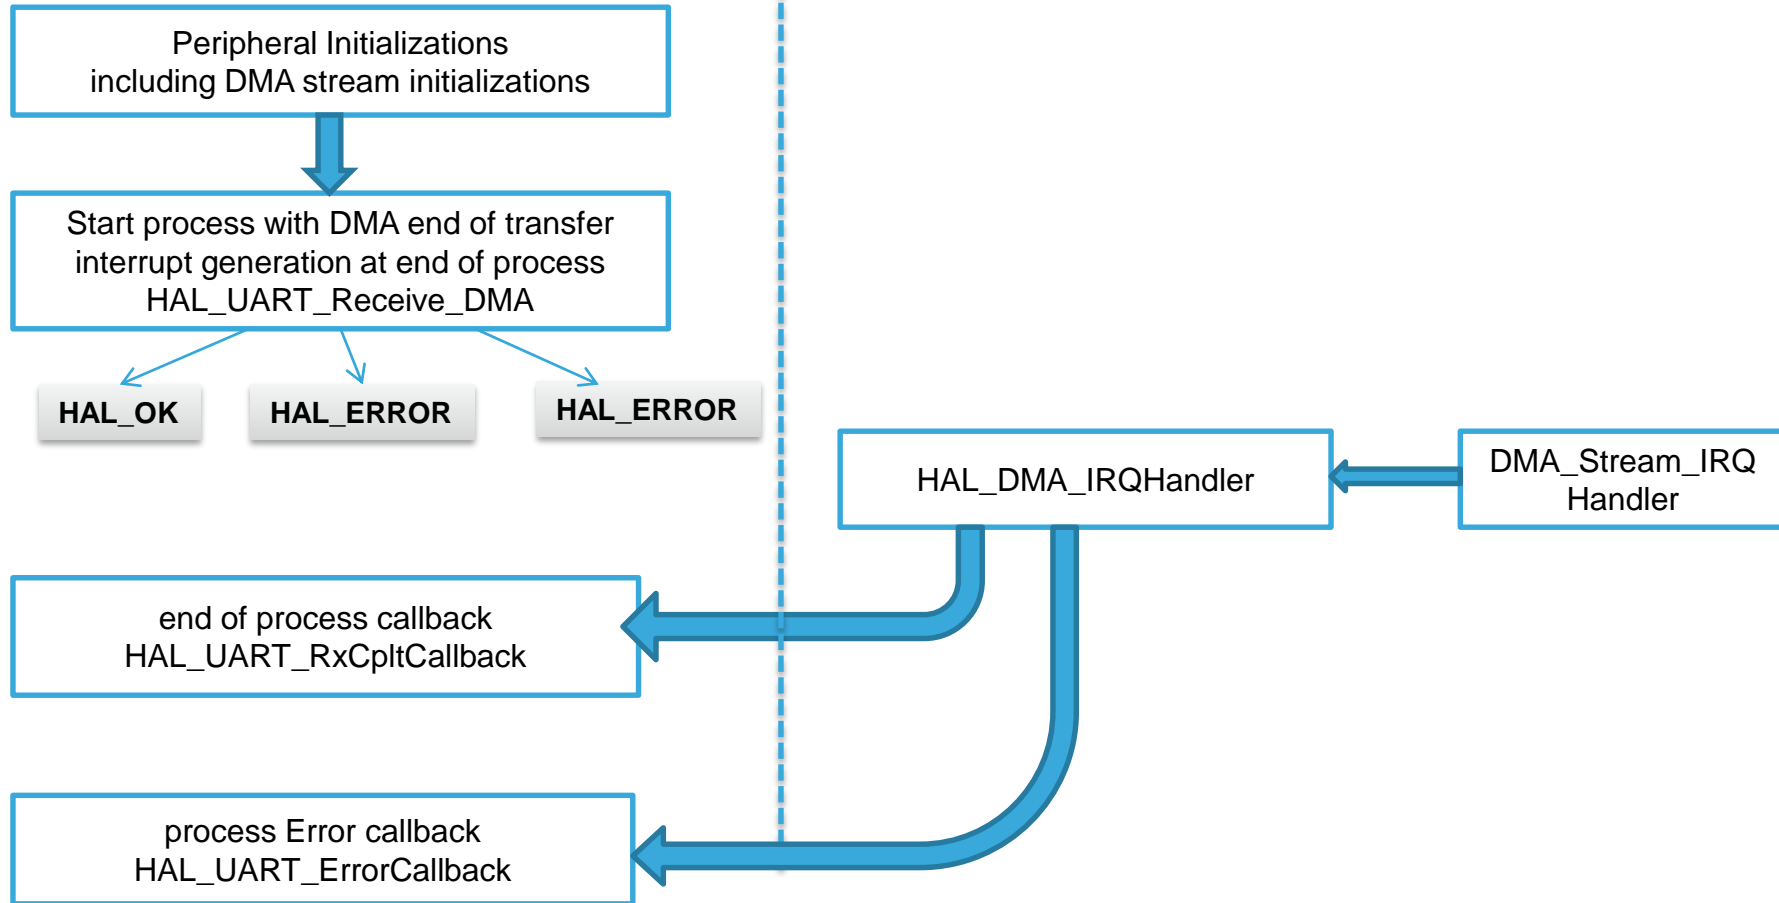 Peripheral Initializations
including DMA stream initializations
Start process with DMA end of transfer
interrupt generation at end of process
HAL_UART_Receive_DMA
HAL_OK
HAL_ERROR
HAL_ERROR
HAL_DMA_IRQHandler
DMA_Stream_IRQ
Handler
end of process callback
HAL_UART_RxCpltCallback
process Error callback
HAL_UART_ErrorCallback